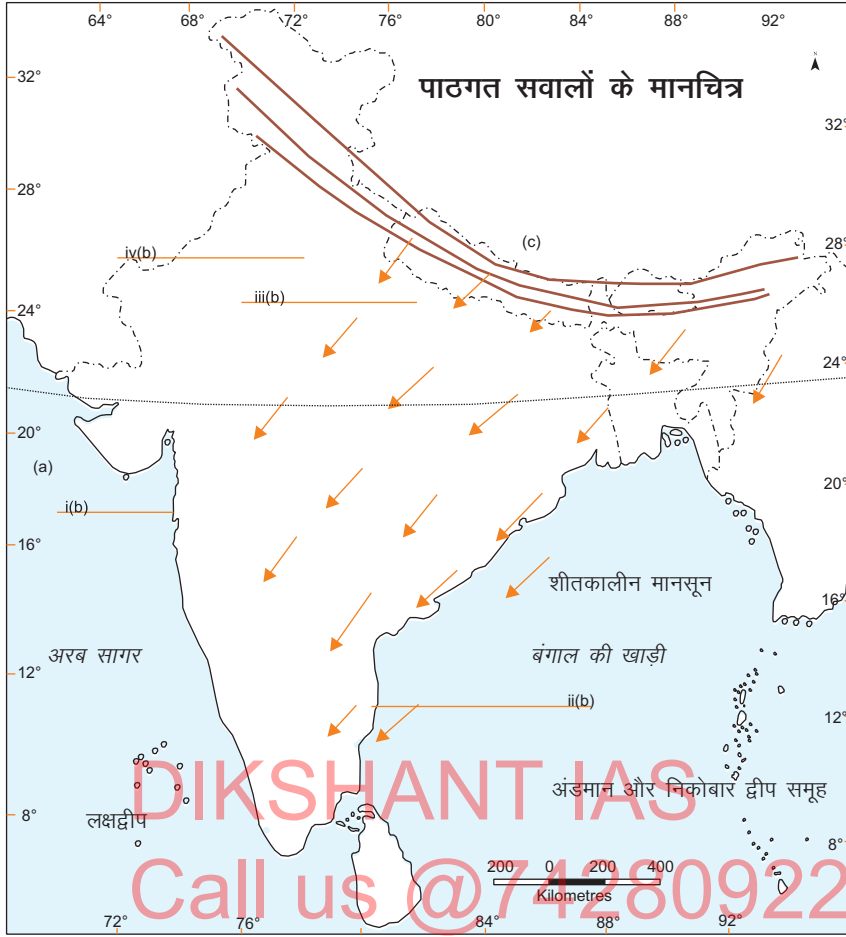 64° 68° 72° 76° 80° 84° 88° 92°
N
पाठगत सवालों के मानचित्र
32°
32°
28°
28°
(c)
iv(b)
iii(b)
24°
24°
20°
20°
(a)
i(b)
16°
16°
शीतकालीन मानसून
अरब सागर
बंगाल की खाड़ी
12°
12°
ii(b)
DIKSHANT IAS
अंडमान और निकोबार द्वीप समूह
लक्षद्वीप
8°
8°
200 0 200 400
Kilometres
Call us @74280922
72° 76° 84° 92°